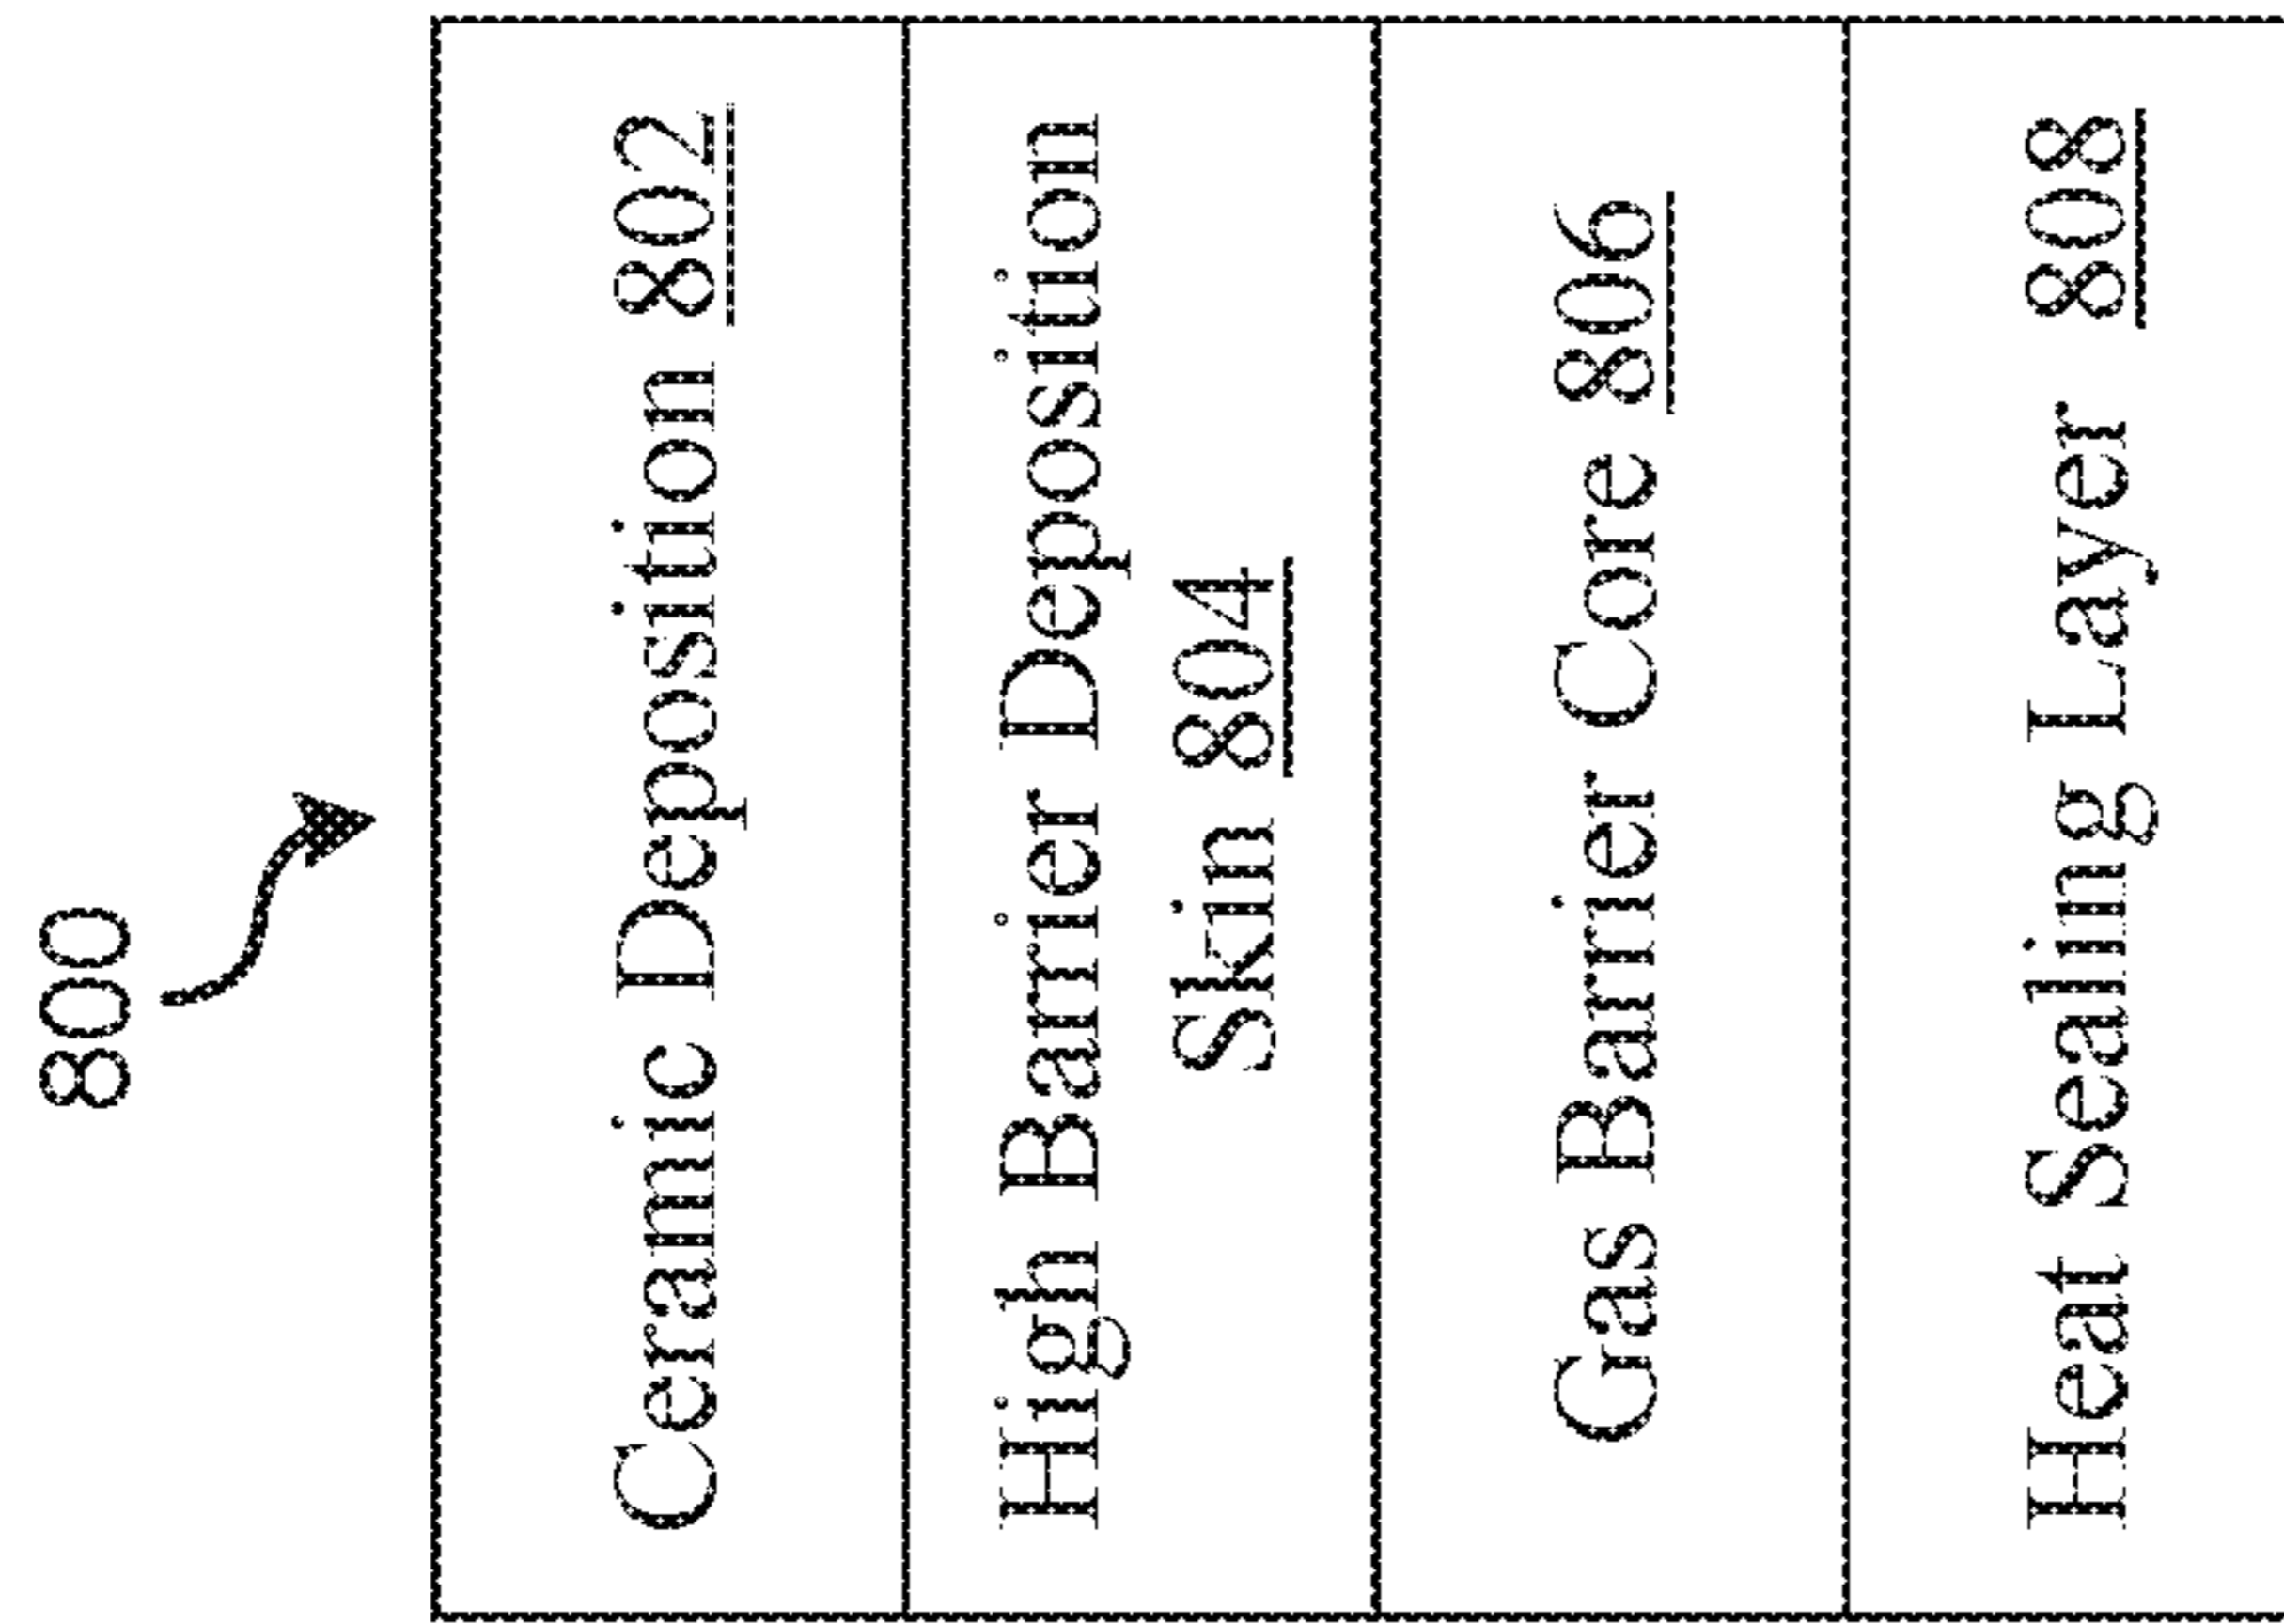 800
Ceramic Deposition 802
High Barrier Deposition
Skin 804
Gas Barrier Core 806
Heat Sealing Layer 808